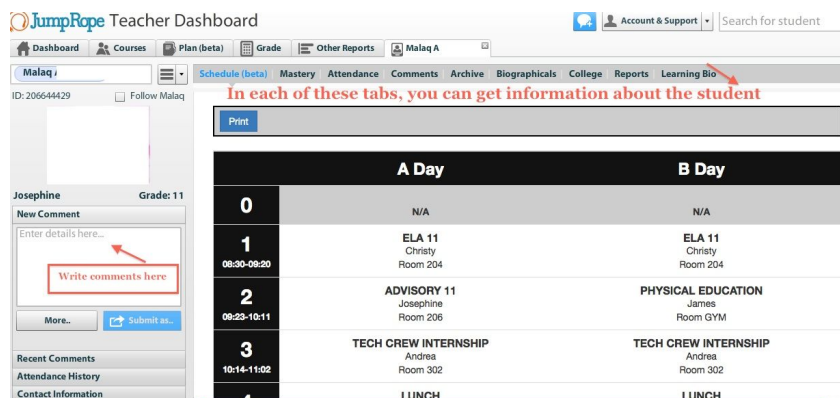 JumpRope Teacher Dashboard
Account & Support
Search for student
Dashboard Courses Plan (beta) Grade Other Reports Malaq A
Malaq
Schedule (beta) Mastery Attendance Comments Archive Biographicals College Reports Learning Bio
ID: 206644429 Follow Malaq
In each of these tabs, you can get information about the student
Print
A Day B Day
Josephine Grade: 11
0 N/A N/A
New Comment
Enter details here...
Write comments here
More.. Submit as..
1 ELA 11 ELA 11
Christy Christy
08:30-09:20 Room 204 Room 204
2 ADVISORY 11 PHYSICAL EDUCATION
Josephine James
09:23-10:11 Room 206 Room GYM
3 TECH CREW INTERNSHIP TECH CREW INTERNSHIP
Andrea Andrea
10:14-11:02 Room 302 Room 302
Recent Comments
Attendance History
Contact Information
LUNCH LUNCH